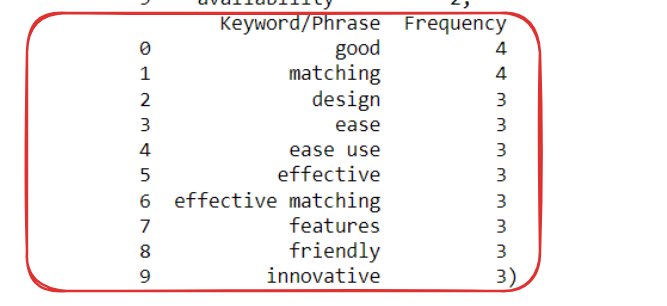 9 availability 2,
Keyword/Phrase Frequency
0 good 4
1 matching 4
2 design 3
3 ease 3
4 ease use 3
5 effective 3
6 effective matching 3
7 features 3
8 friendly 3
9 innovative 3)